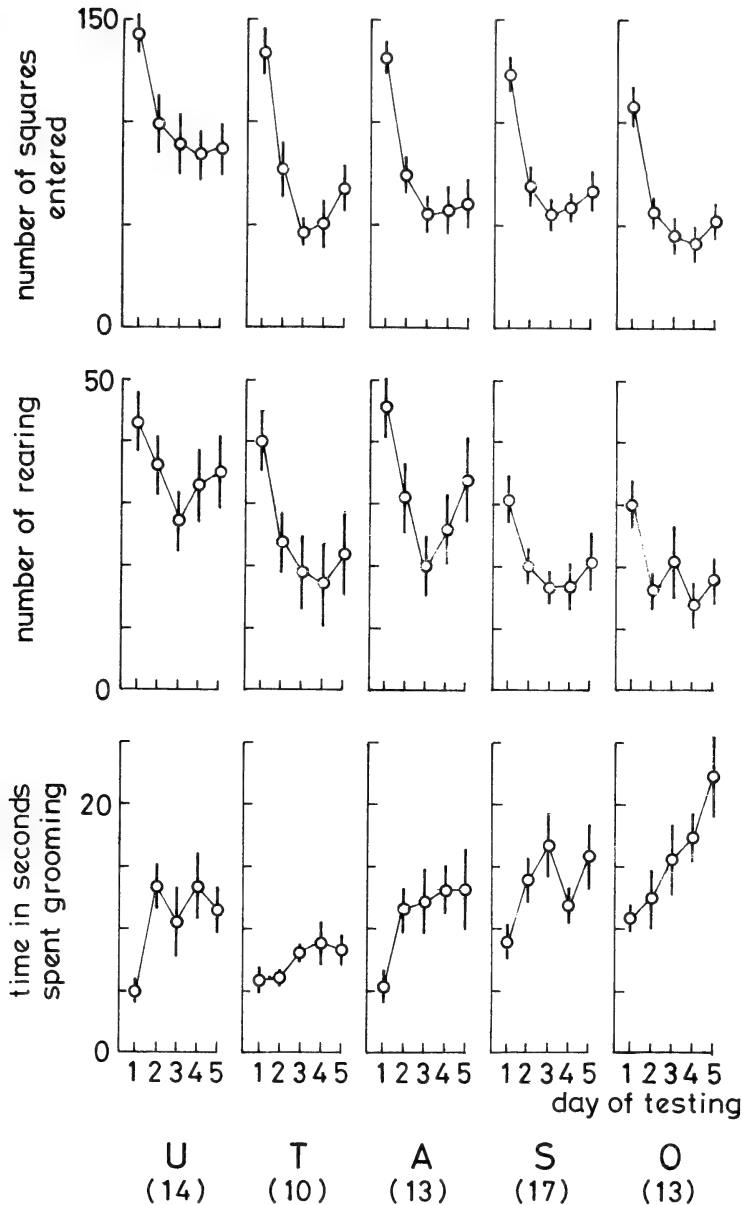 150
number of squares
entered
0
50
number of rearing
0
20
time in seconds
spent grooming
0
1 2 3 4 5 1 2 3 4 5 1 2 3 4 5 1 2 3 4 5 1 2 3 4 5
day of testing
U T A S O
(14) (10) (13) (17) (13)